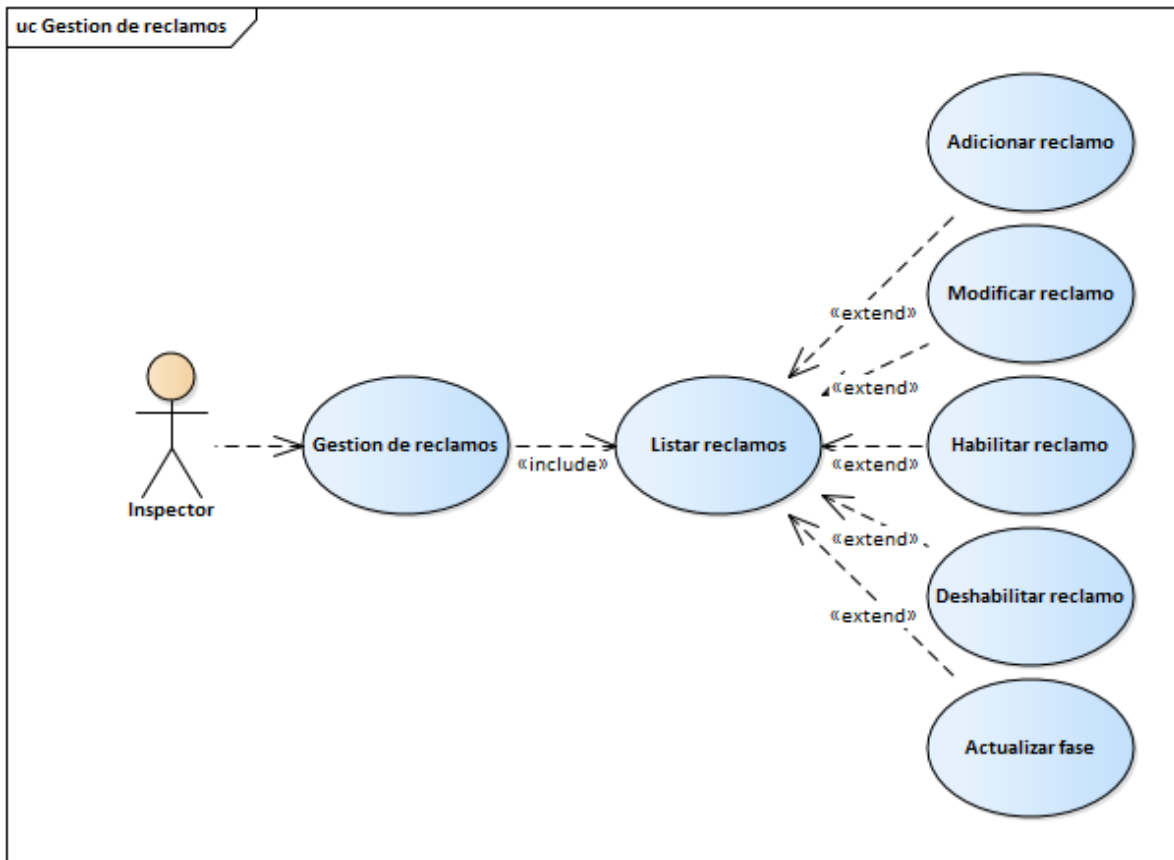 uc Gestion de reclamos
Adicionar reclamo
Modificar reclamo
«extend»
«extend»
Gestion de reclamos
Listar reclamos
Habilitar reclamo
«include»
«extend»
Inspector
«extend»
Deshabilitar reclamo
«extend»
Actualizar fase